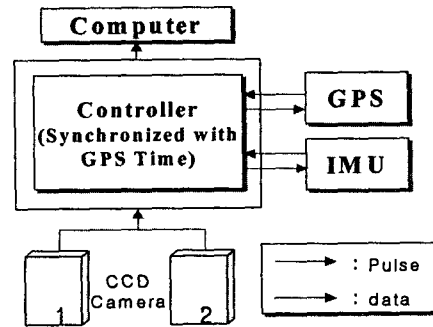 Computer
Controller
(Synchronized with
GPS Time)
GPS
IMU
CCD
Camera
1
2
: Pulse
: data